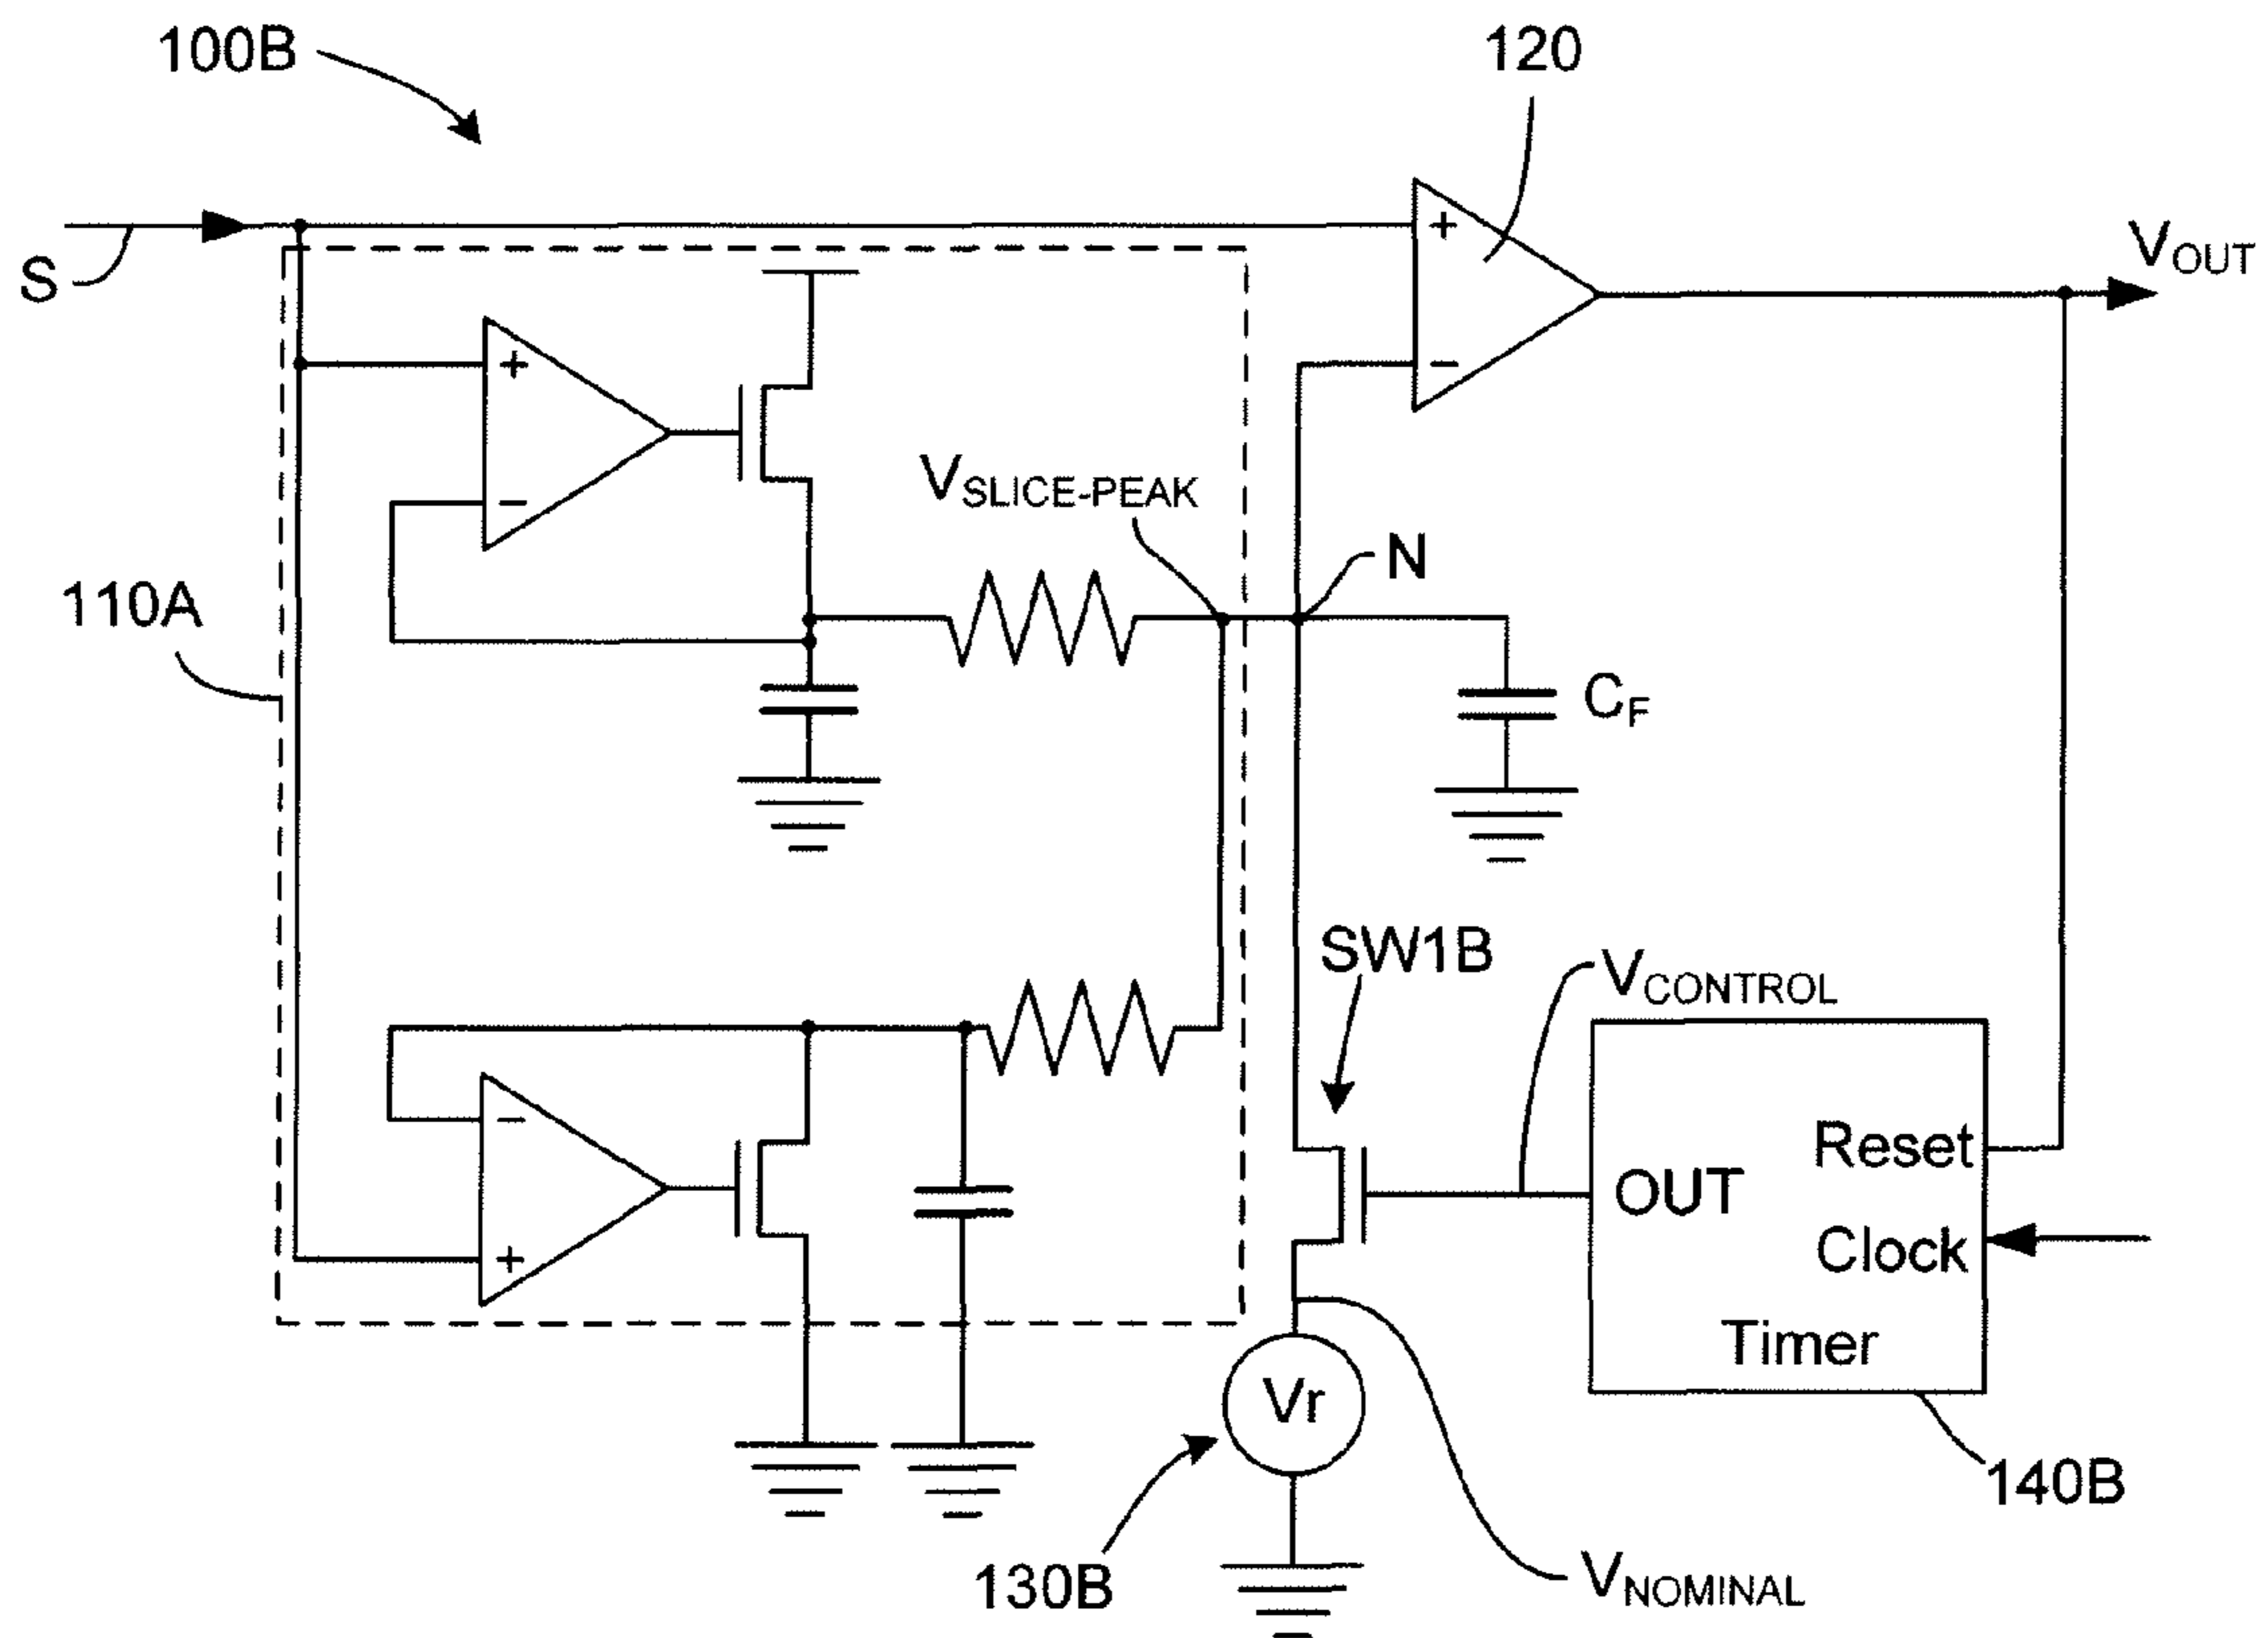 100B
120
S
+
VOUT
+
−
−
VSLICE-PEAK
N
110A
CF
SW1B
VCONTROL
−
+
OUT
Reset
Clock
Timer
Vr
140B
130B
VNOMINAL